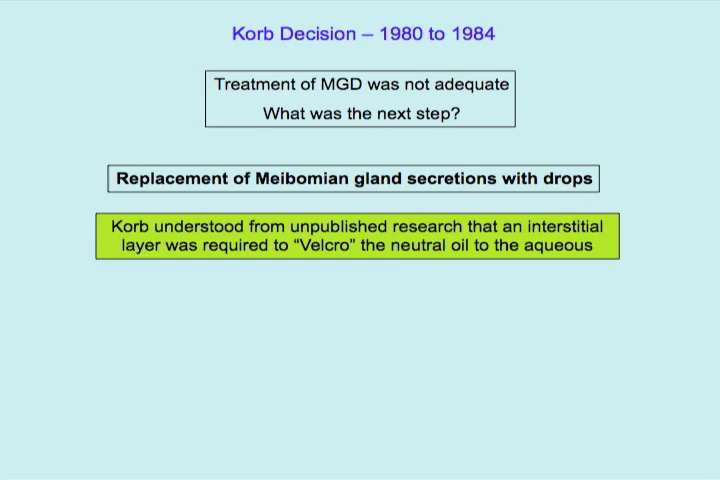 Korb Decision – 1980 to 1984
Treatment of MGD was not adequate
What was the next step?
Replacement of Meibomian gland secretions with drops
Korb understood from unpublished research that an interstitial
layer was required to “Velcro” the neutral oil to the aqueous